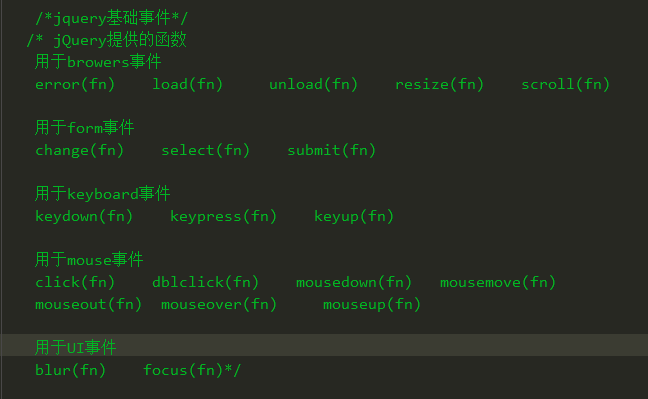 /*jquery基础事件*/
/* jQuery提供的函数
用于browers事件
error(fn) load(fn) unload(fn) resize(fn) scroll(fn)
用于form事件
change(fn) select(fn) submit(fn)
用于keyboard事件
keydown(fn) keypress(fn) keyup(fn)
用于mouse事件
click(fn) dblclick(fn) mousedown(fn) mousemove(fn)
mouseout(fn) mouseover(fn) mouseup(fn)
用于UI事件
blur(fn) focus(fn)*/